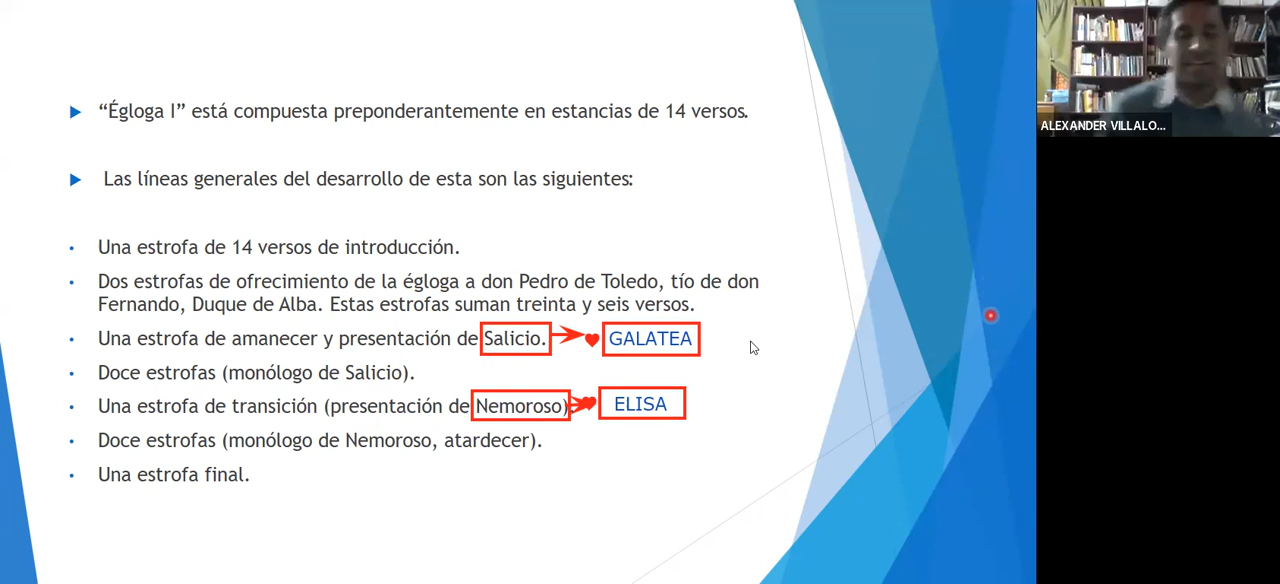 “Égloga I” está compuesta preponderantemente en estancias de 14 versos.
Las líneas generales del desarrollo de esta son las siguientes:
Una estrofa de 14 versos de introducción.
Dos estrofas de ofrecimiento de la égloga a don Pedro de Toledo, tío de don
Fernando, Duque de Alba. Estas estrofas suman treinta y seis versos.
Una estrofa de amanecer y presentación de Salicio. GALATEA
Doce estrofas (monólogo de Salicio).
Una estrofa de transición (presentación de Nemoroso). ELISA
Doce estrofas (monólogo de Nemoroso, atardecer).
Una estrofa final.
ALEXANDER VILLALO...